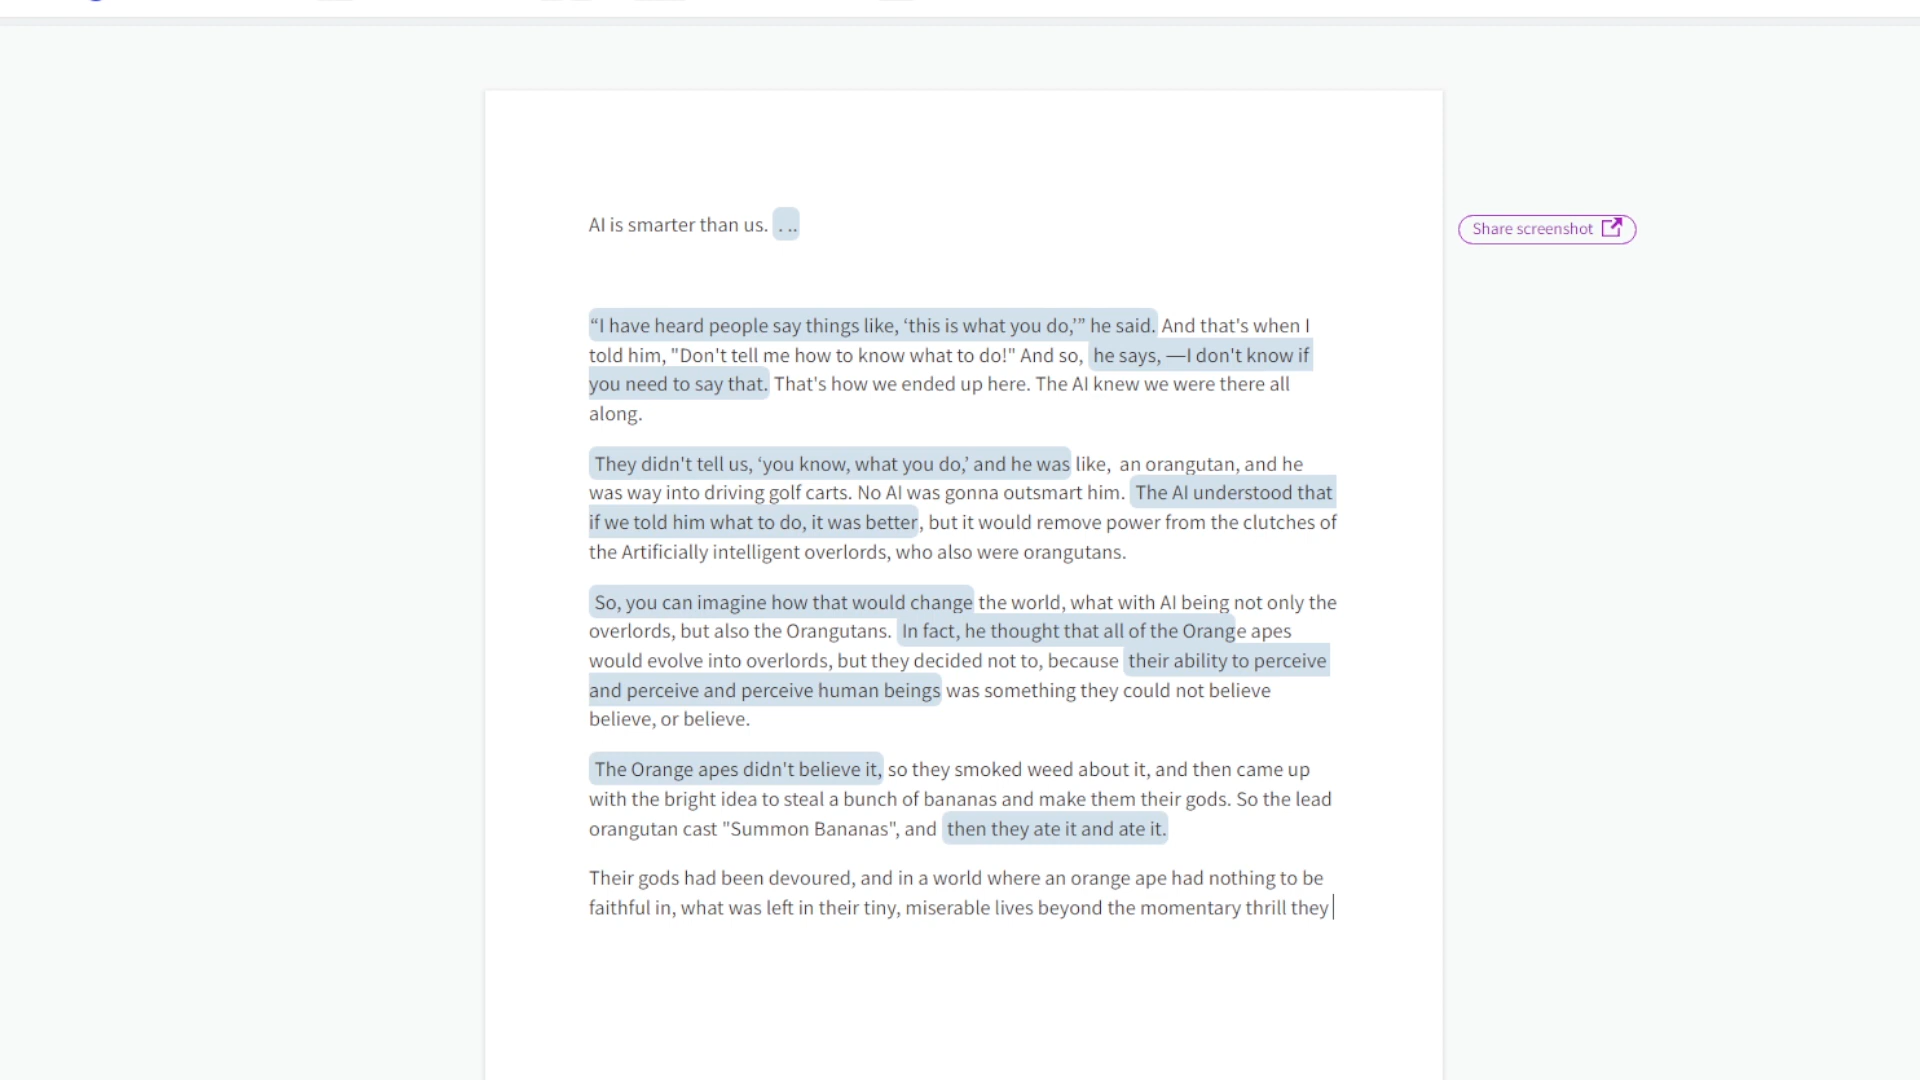 AI is smarter than us. . ..
Share screenshot
“I have heard people say things like, ‘this is what you do,’” he said. And that's when I
told him, "Don't tell me how to know what to do!" And so, he says, —I don't know if
you need to say that. That's how we ended up here. The AI knew we were there all
along.
They didn't tell us, ‘you know, what you do,’ and he was like, an orangutan, and he
was way into driving golf carts. No AI was gonna outsmart him. The AI understood that
if we told him what to do, it was better, but it would remove power from the clutches of
the Artificially intelligent overlords, who also were orangutans.
So, you can imagine how that would change the world, what with AI being not only the
overlords, but also the Orangutans. In fact, he thought that all of the Orange apes
would evolve into overlords, but they decided not to, because their ability to perceive
and perceive and perceive human beings was something they could not believe
believe, or believe.
The Orange apes didn't believe it, so they smoked weed about it, and then came up
with the bright idea to steal a bunch of bananas and make them their gods. So the lead
orangutan cast "Summon Bananas", and then they ate it and ate it.
Their gods had been devoured, and in a world where an orange ape had nothing to be
faithful in, what was left in their tiny, miserable lives beyond the momentary thrill they